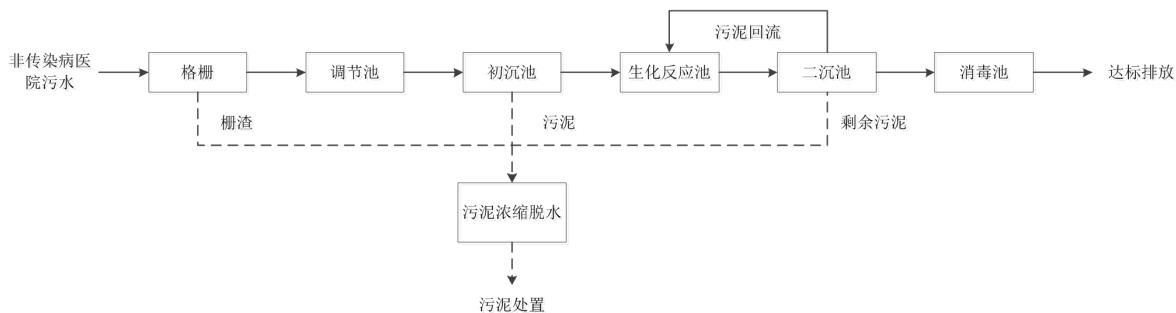 污泥回流
非传染病医
院污水
格栅
调节池
初沉池
生化反应池
二沉池
消毒池
达标排放
栅渣
污泥
剩余污泥
污泥浓缩脱水
污泥处置